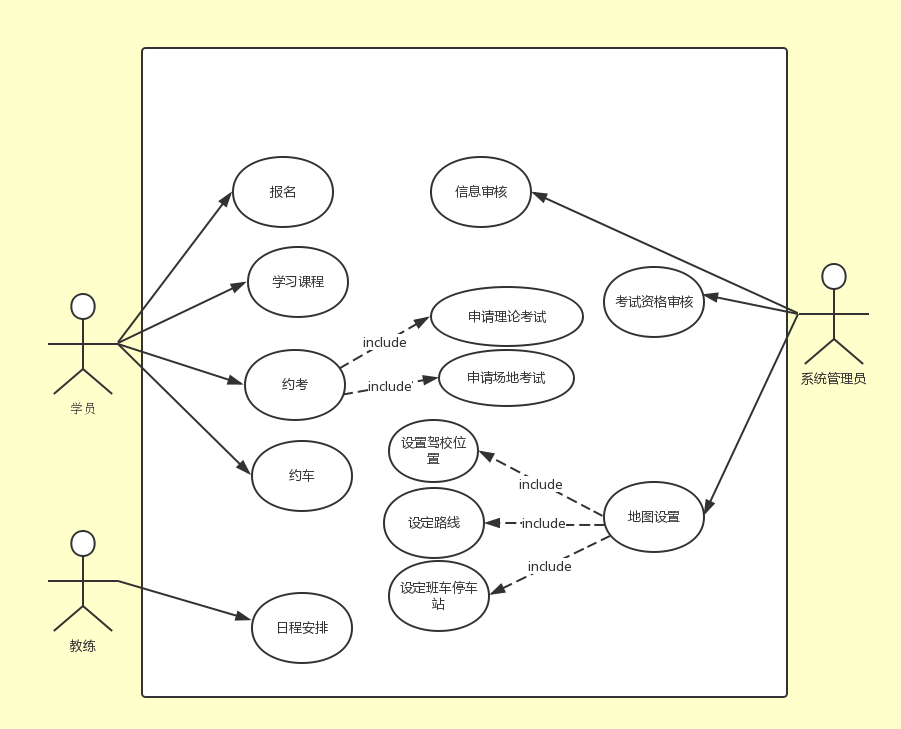 报名
信息审核
学习课程
考试资格审核
申请理论考试
include
系统管理员
申请场地考试
约考
include
学员
设置驾校位
置
约车
include
地图设置
设定路线
include
include
设定班车停车
站
日程安排
教练